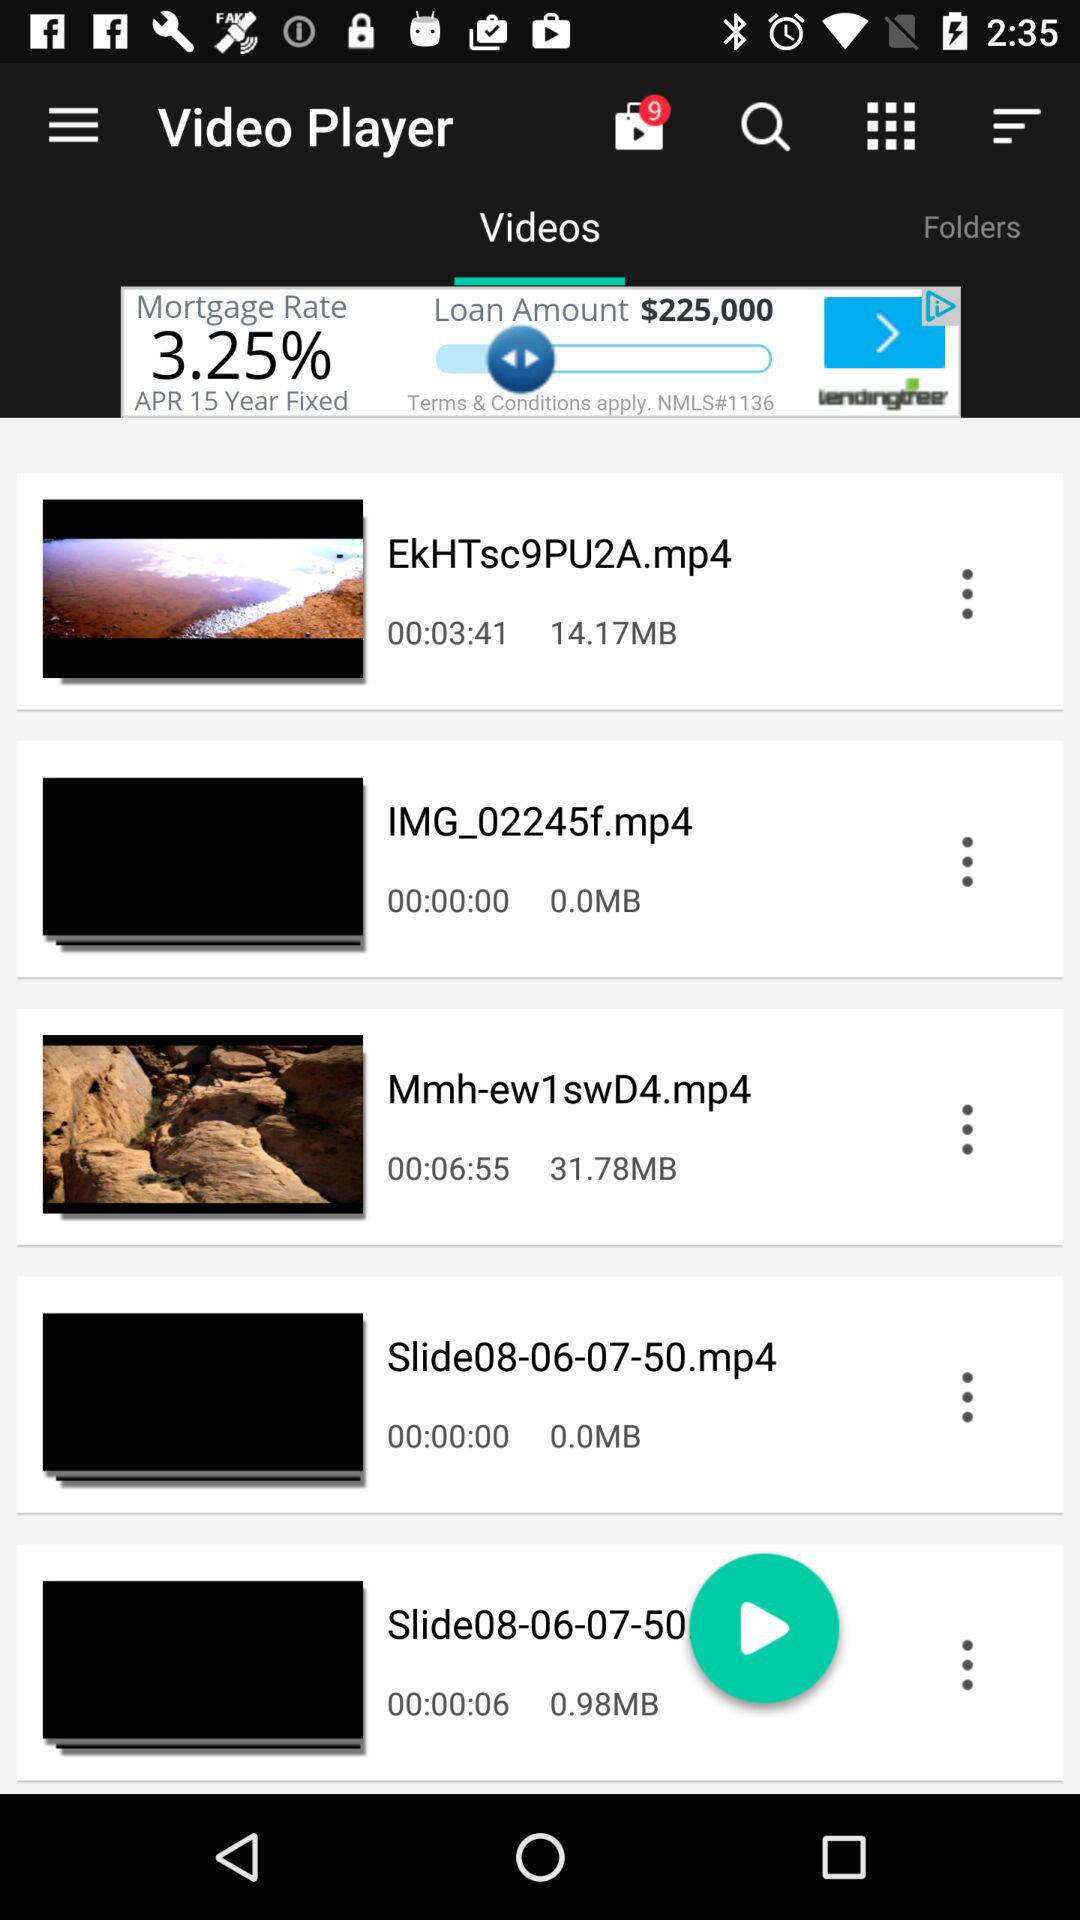 FAKE
2:35
Video Player
9
Videos
Folders
Mortgage Rate
3.25%
APR 15 Year Fixed
Loan Amount $225,000
Terms & Conditions apply. NMLS#1136
lendingtree
EkHTsc9PU2A.mp4
00:03:41 14.17MB
IMG_02245f.mp4
00:00:00 0.0MB
Mmh-ew1swD4.mp4
00:06:55 31.78MB
Slide08-06-07-50.mp4
00:00:00 0.0MB
Slide08-06-07-50.
00:00:06 0.98MB